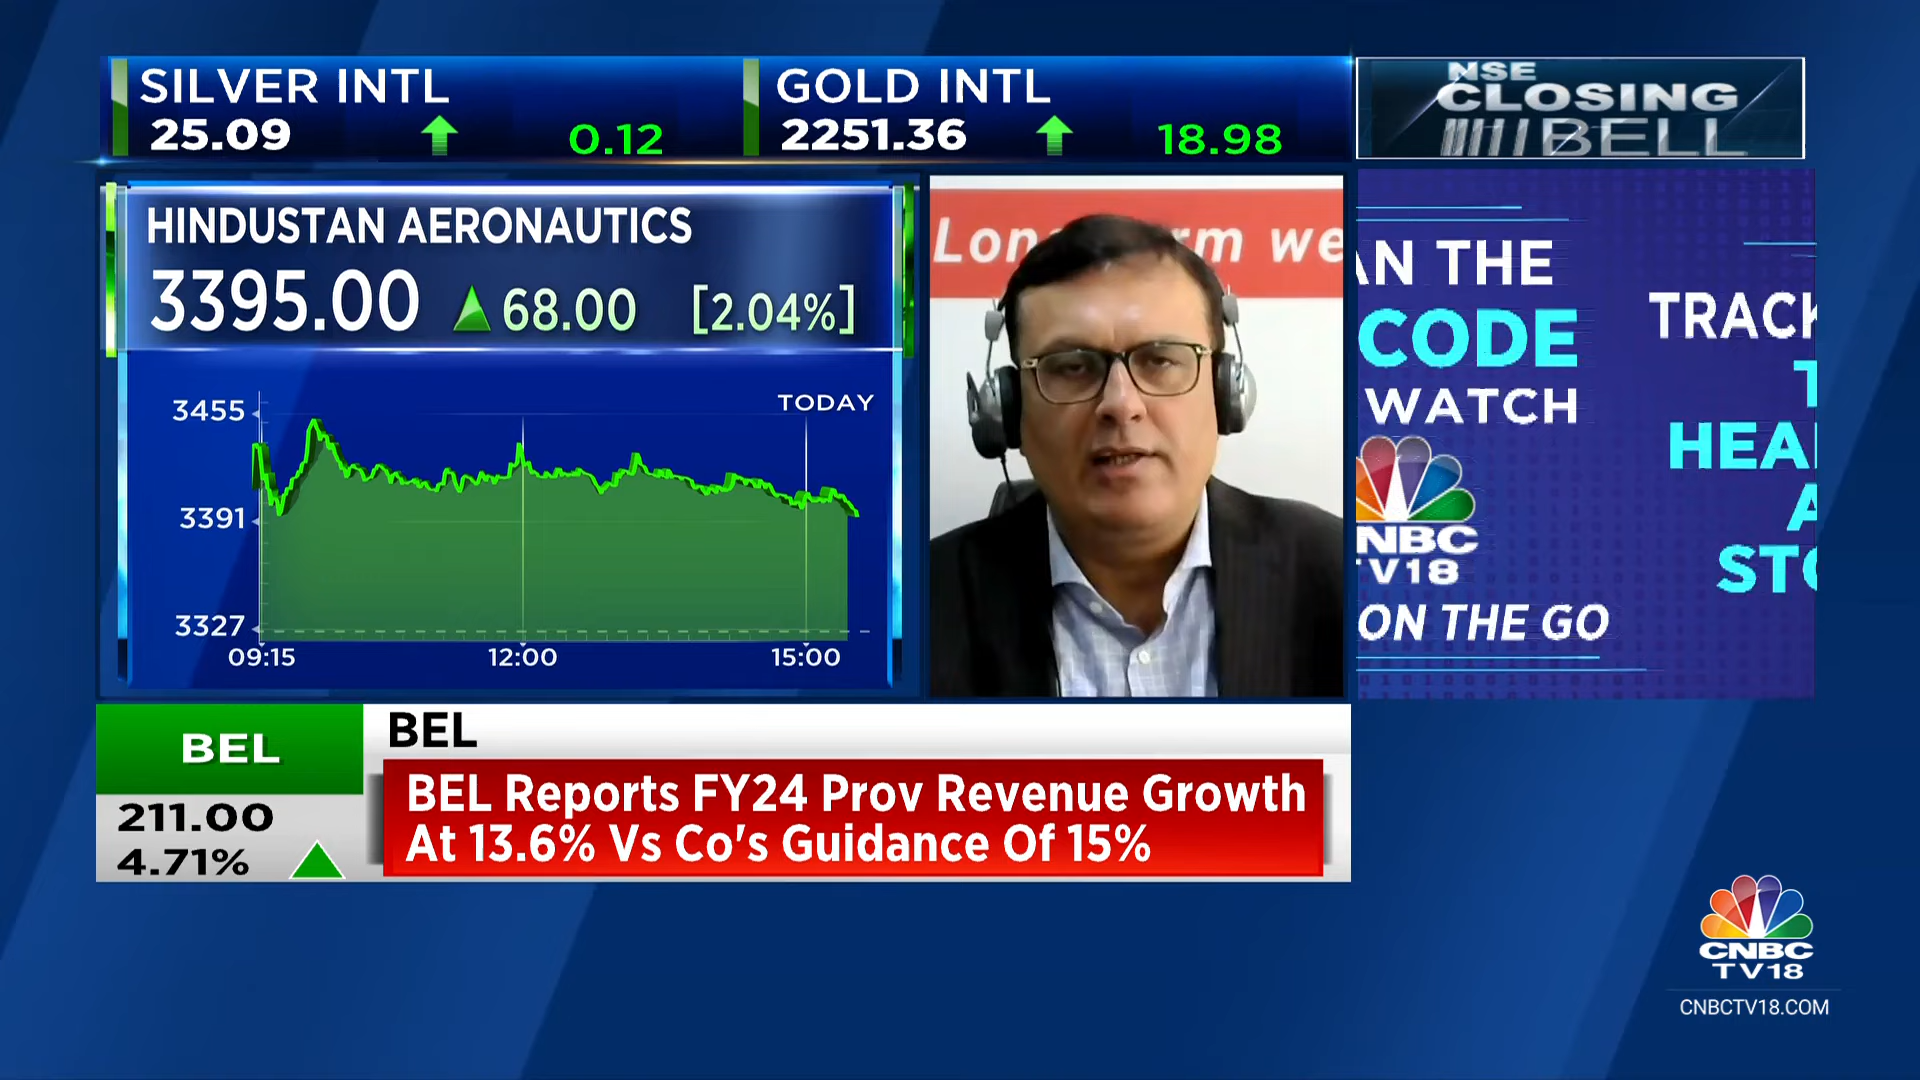 SILVER INTL
25.09 0.12
GOLD INTL
2251.36 18.98
NSE
CLOSING
BELL
HINDUSTAN AERONAUTICS
3395.00 68.00 [2.04%]
TODAY
3455
3391
3327
09:15 12:00 15:00
THE
CODE
WATCH
CNBC
TV18
ON THE GO
BEL
211.00
4.71%
BEL
BEL Reports FY24 Prov Revenue Growth
At 13.6% Vs Co's Guidance Of 15%
CNBC
TV18
CNBCTV18.COM